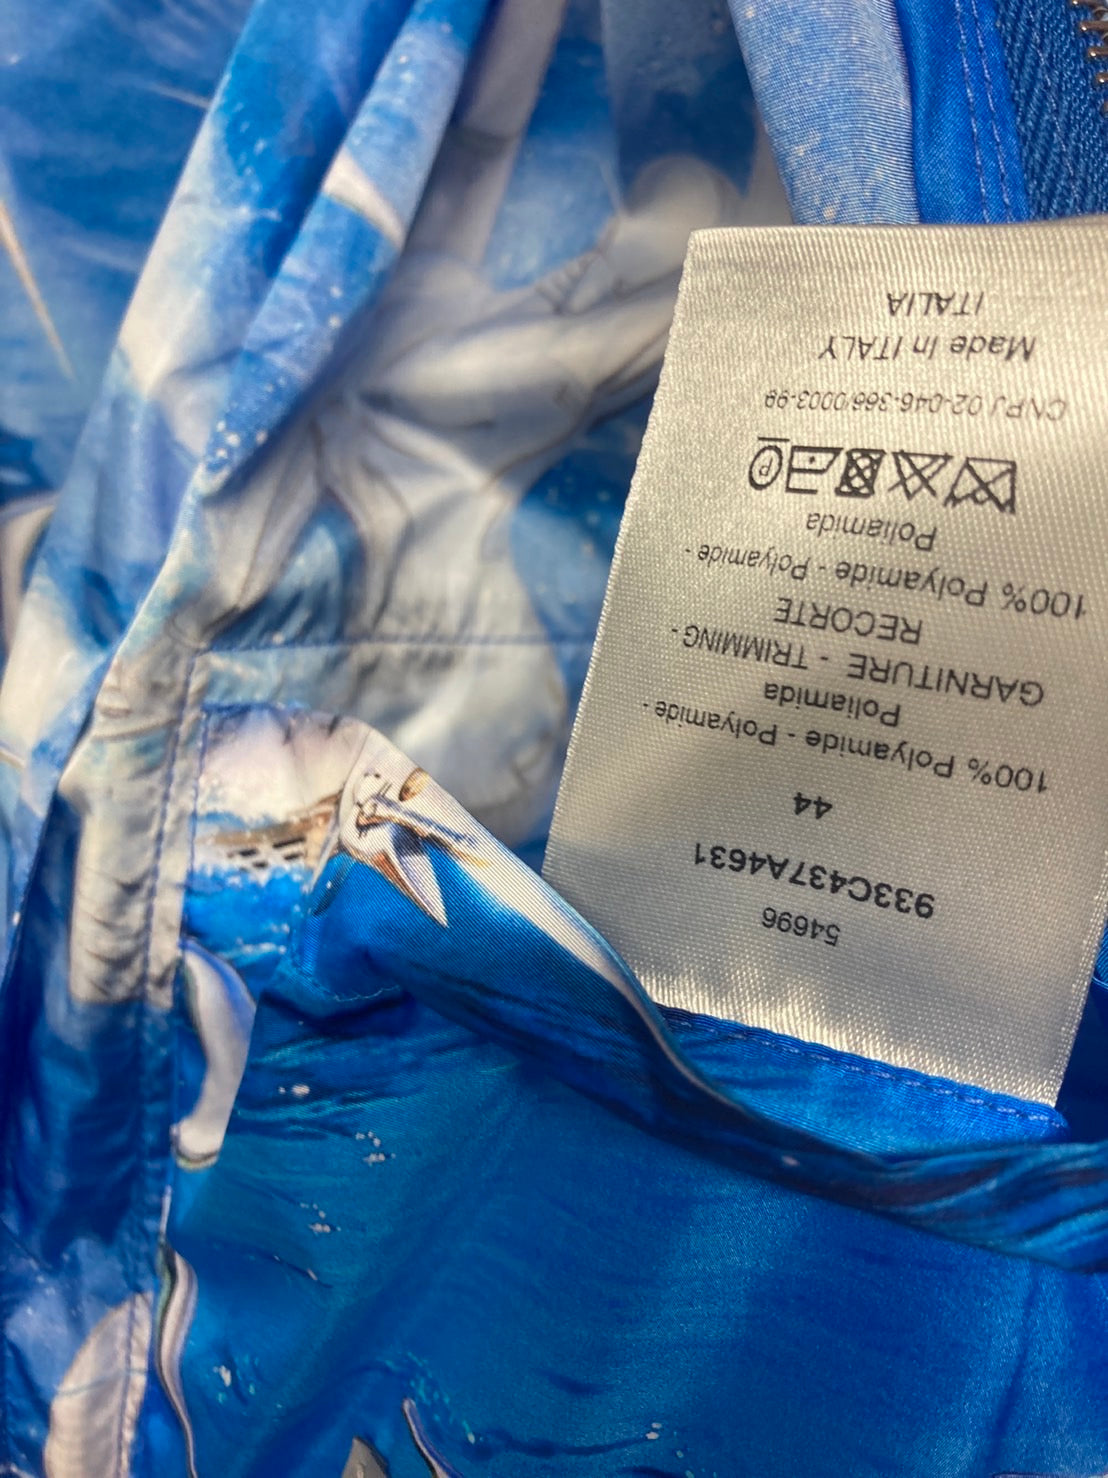 54696
933C437A4631
44
100% Polyamide - Polyamide -
Poliamida
GARNITURE - TRIMMING -
RECORTE
100% Polyamide - Polyamide -
Poliamida
CNPJ 02-046-366/0003-98
Made In ITALY
ITALIA